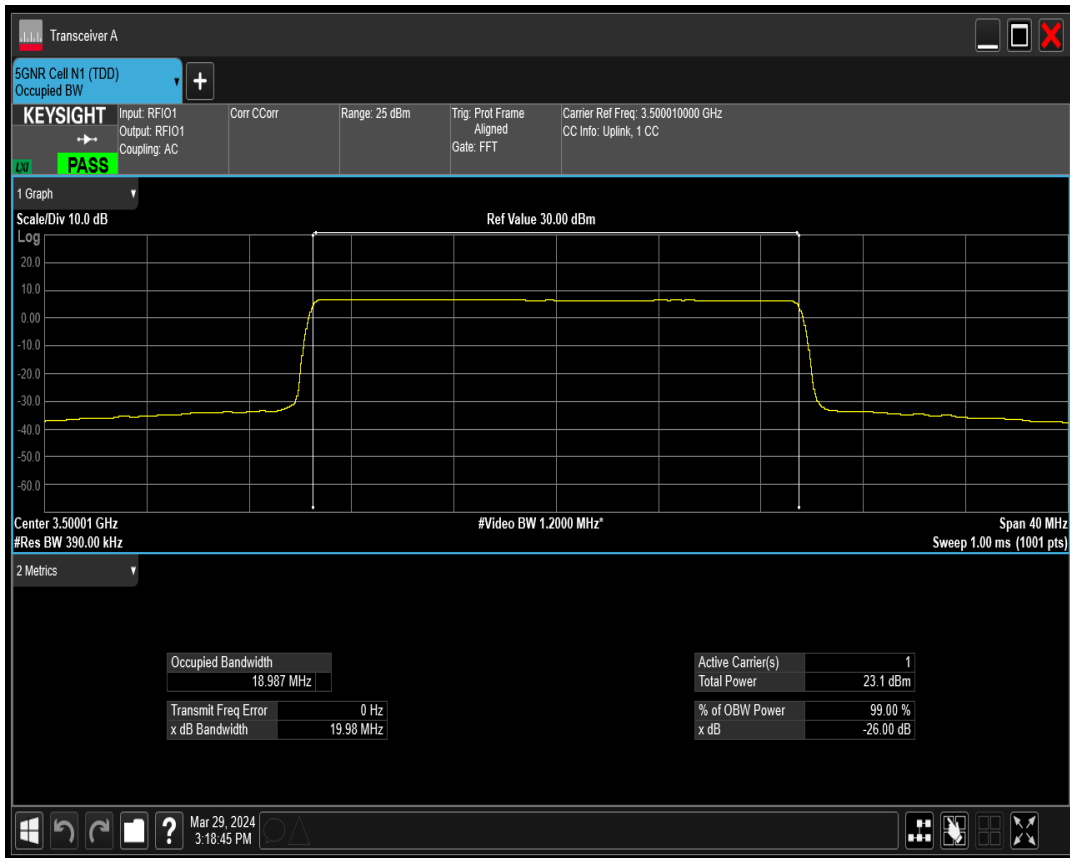 Transceiver A
5GNR Cell N1 (TDD)
Occupied BW
+
KEYSIGHT
LXI
PASS
Input: RFIO1
Output: RFIO1
Coupling: AC
Corr CCorr
Range: 25 dBm
Trig: Prot Frame
Aligned
Gate: FFT
Carrier Ref Freq: 3.500010000 GHz
CC Info: Uplink, 1 CC
1 Graph
Scale/Div 10.0 dB
Ref Value 30.00 dBm
Log
20.0
10.0
0.00
-10.0
-20.0
-30.0
-40.0
-50.0
-60.0
Center 3.50001 GHz
#Video BW 1.2000 MHz*
Span 40 MHz
#Res BW 390.00 kHz
Sweep 1.00 ms (1001 pts)
2 Metrics
Occupied Bandwidth
18.987 MHz
Transmit Freq Error 0 Hz
x dB Bandwidth 19.98 MHz
Active Carrier(s) 1
Total Power 23.1 dBm
% of OBW Power 99.00 %
x dB -26.00 dB
?
Mar 29, 2024
3:18:45 PM